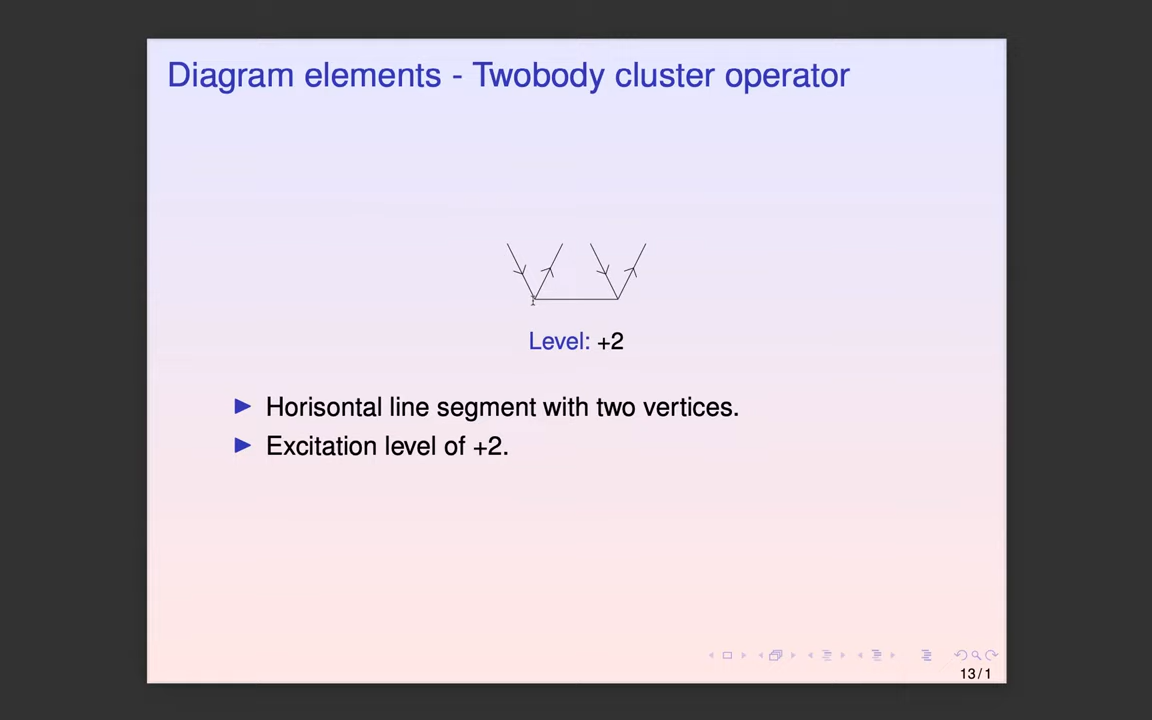 Diagram elements - Twobody cluster operator
Level: +2
Horisontal line segment with two vertices.
Excitation level of +2.
13 / 1